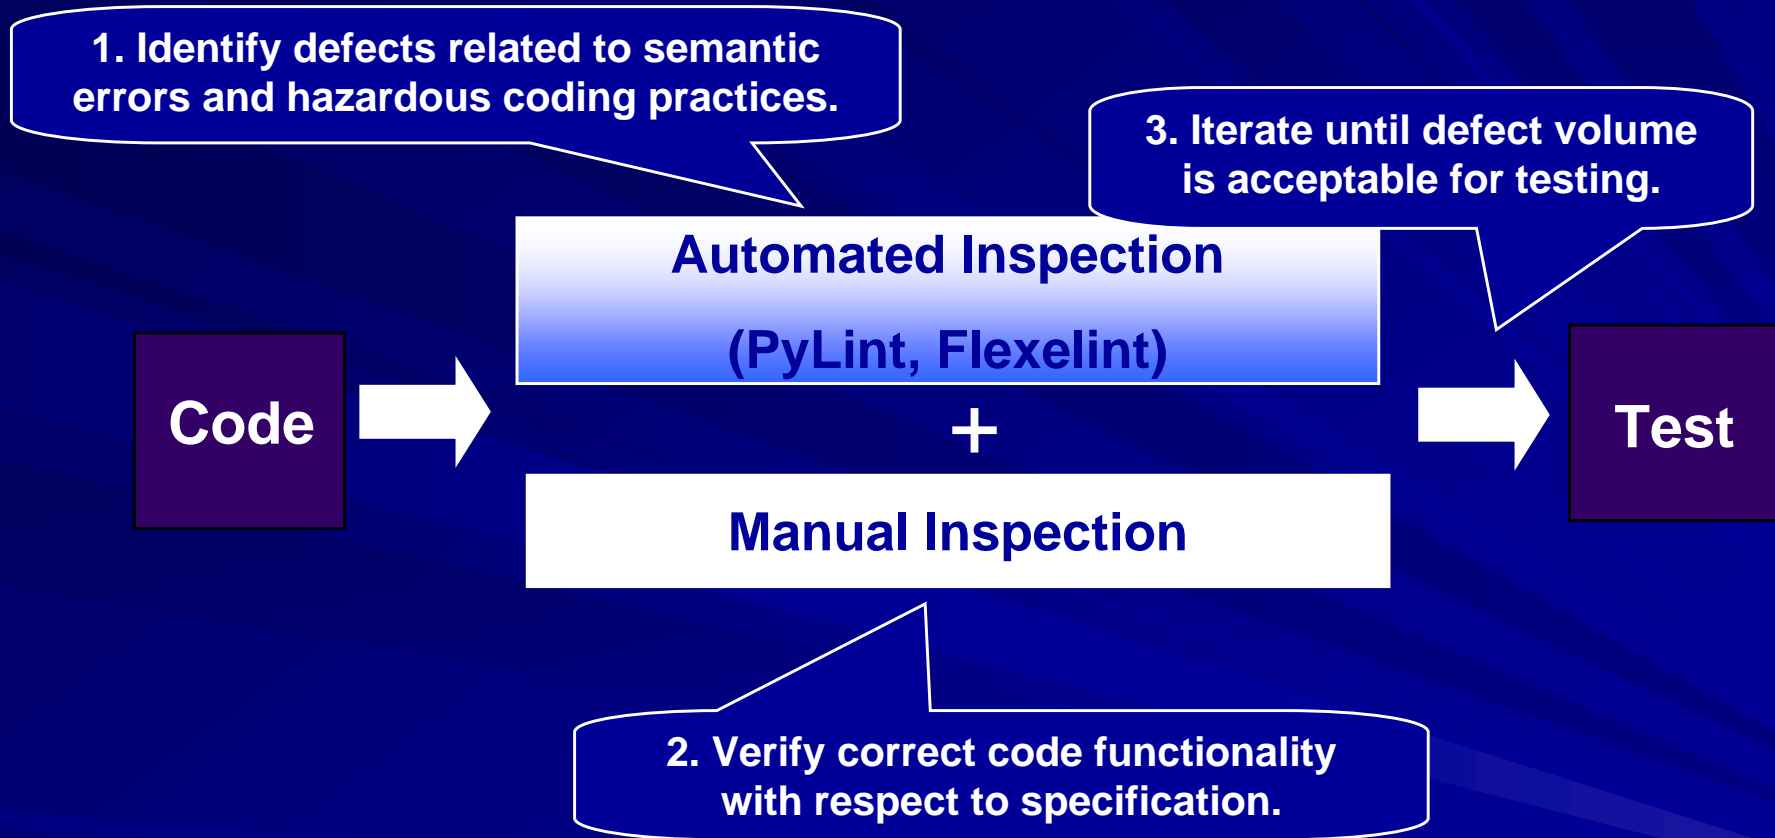 1. Identify defects related to semantic
errors and hazardous coding practices.
3. Iterate until defect volume
is acceptable for testing.
Automated Inspection
(PyLint, Flexelint)
Code
+
Test
Manual Inspection
2. Verify correct code functionality
with respect to specification.